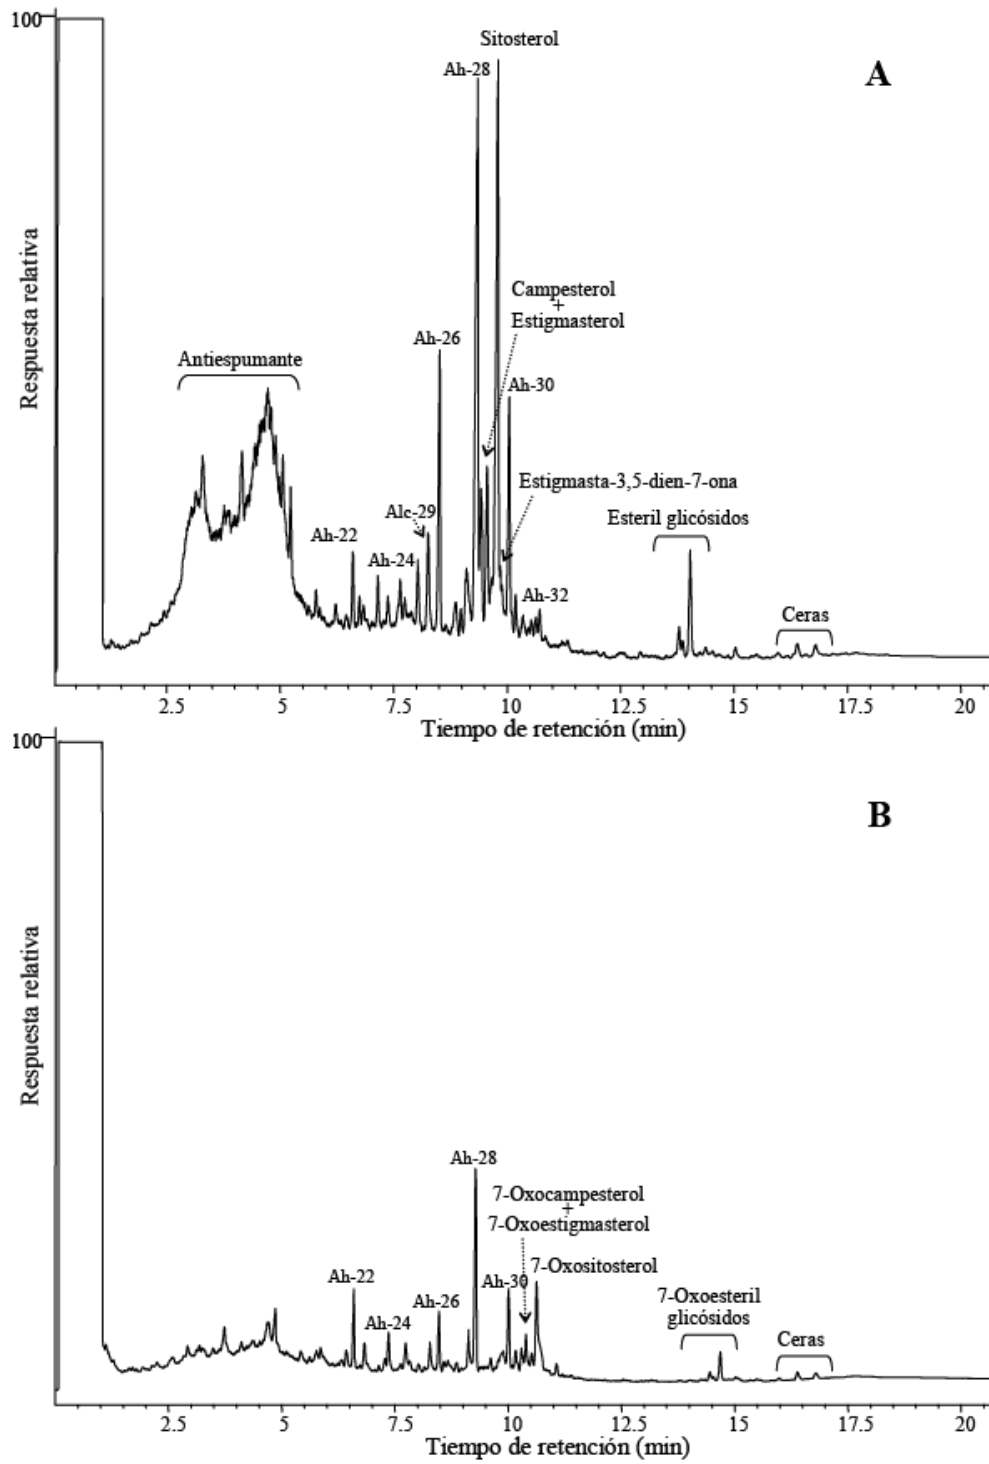 100
A
Sitosterol
Ah-28
Campesterol
+
Estigmasterol
Ah-26
Antiespumante
Ah-30
Estigmasta-3,5-dien-7-ona
Alc-29
Esteril glicósidos
Ah-22
Ah-24
Ah-32
Ceras
Respuesta relativa
2.5 5 7.5 10 12.5 15 17.5 20
Tiempo de retención (min)
100
B
Ah-28
7-Oxocampesterol
+
7-Oxoestigmasterol
7-Oxositosterol
Ah-22
Ah-30
7-Oxoesteril
glicósidos
Ah-26
Ah-24
Ceras
Respuesta relativa
2.5 5 7.5 10 12.5 15 17.5 20
Tiempo de retención (min)